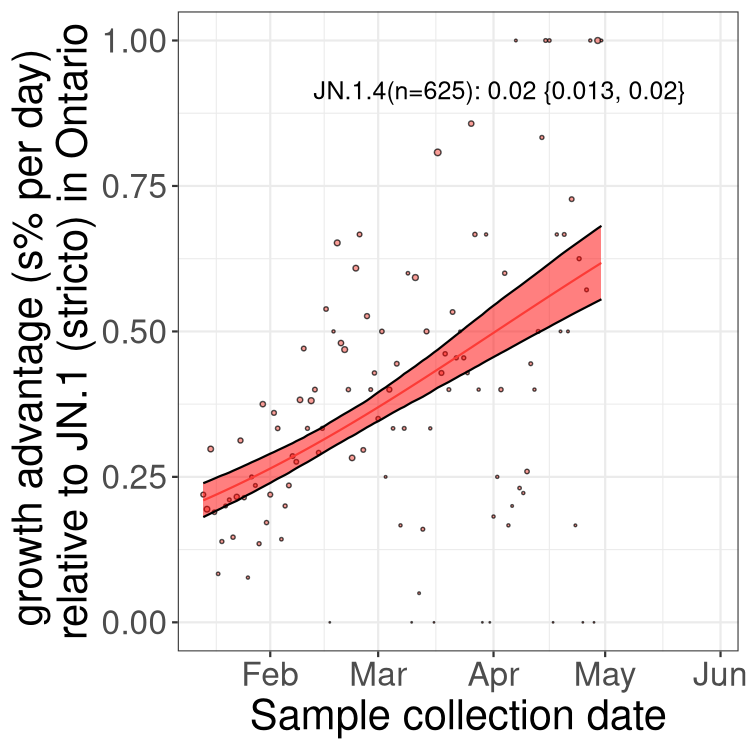 growth advantage (s% per day)
relative to JN.1 (stricto) in Ontario
1.00
0.75
0.50
0.25
0.00
JN.1.4(n=625): 0.02 {0.013, 0.02}
Feb Mar Apr May Jun
Sample collection date